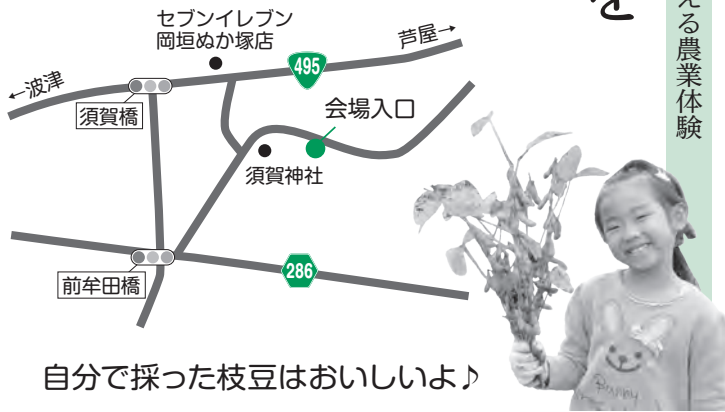 を
える農業体験
セブンイレブン
岡垣ぬか塚店
芦屋→
495
←波津
須賀橋
会場入口
須賀神社
286
前牟田橋
自分で採った枝豆はおいしいよ♪
Bunny